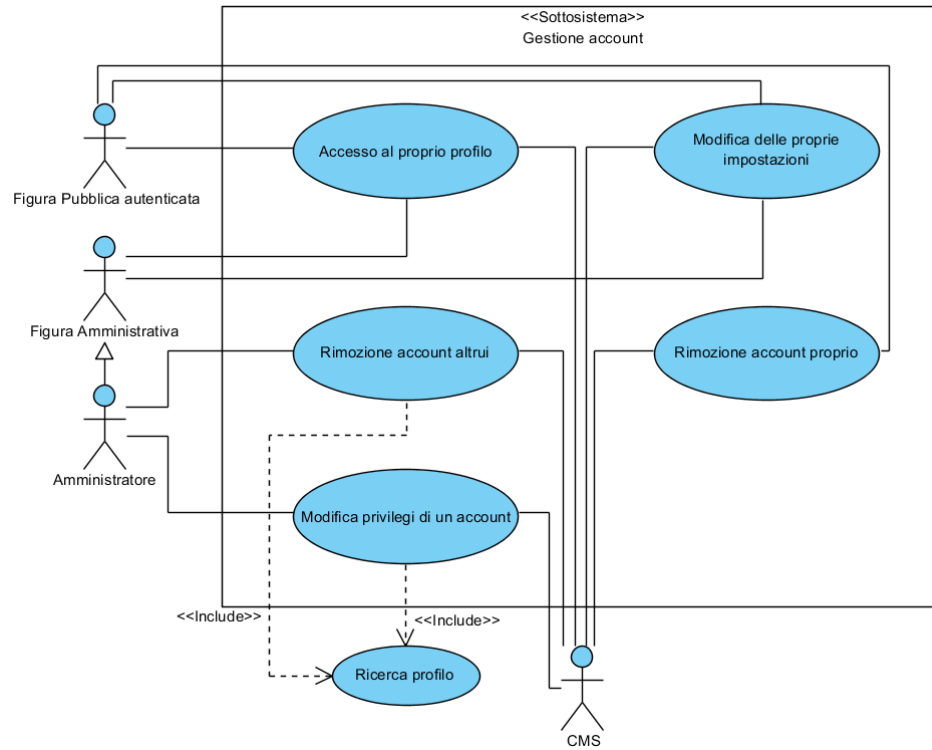 <<Sottosistema>>
Gestione account
Figura Pubblica autenticata
Accesso al proprio profilo
Modifica delle proprie
impostazioni
Figura Amministrativa
Rimozione account altrui
Rimozione account proprio
Amministratore
Modifica privilegi di un account
<<Include>>
<<Include>>
Ricerca profilo
CMS